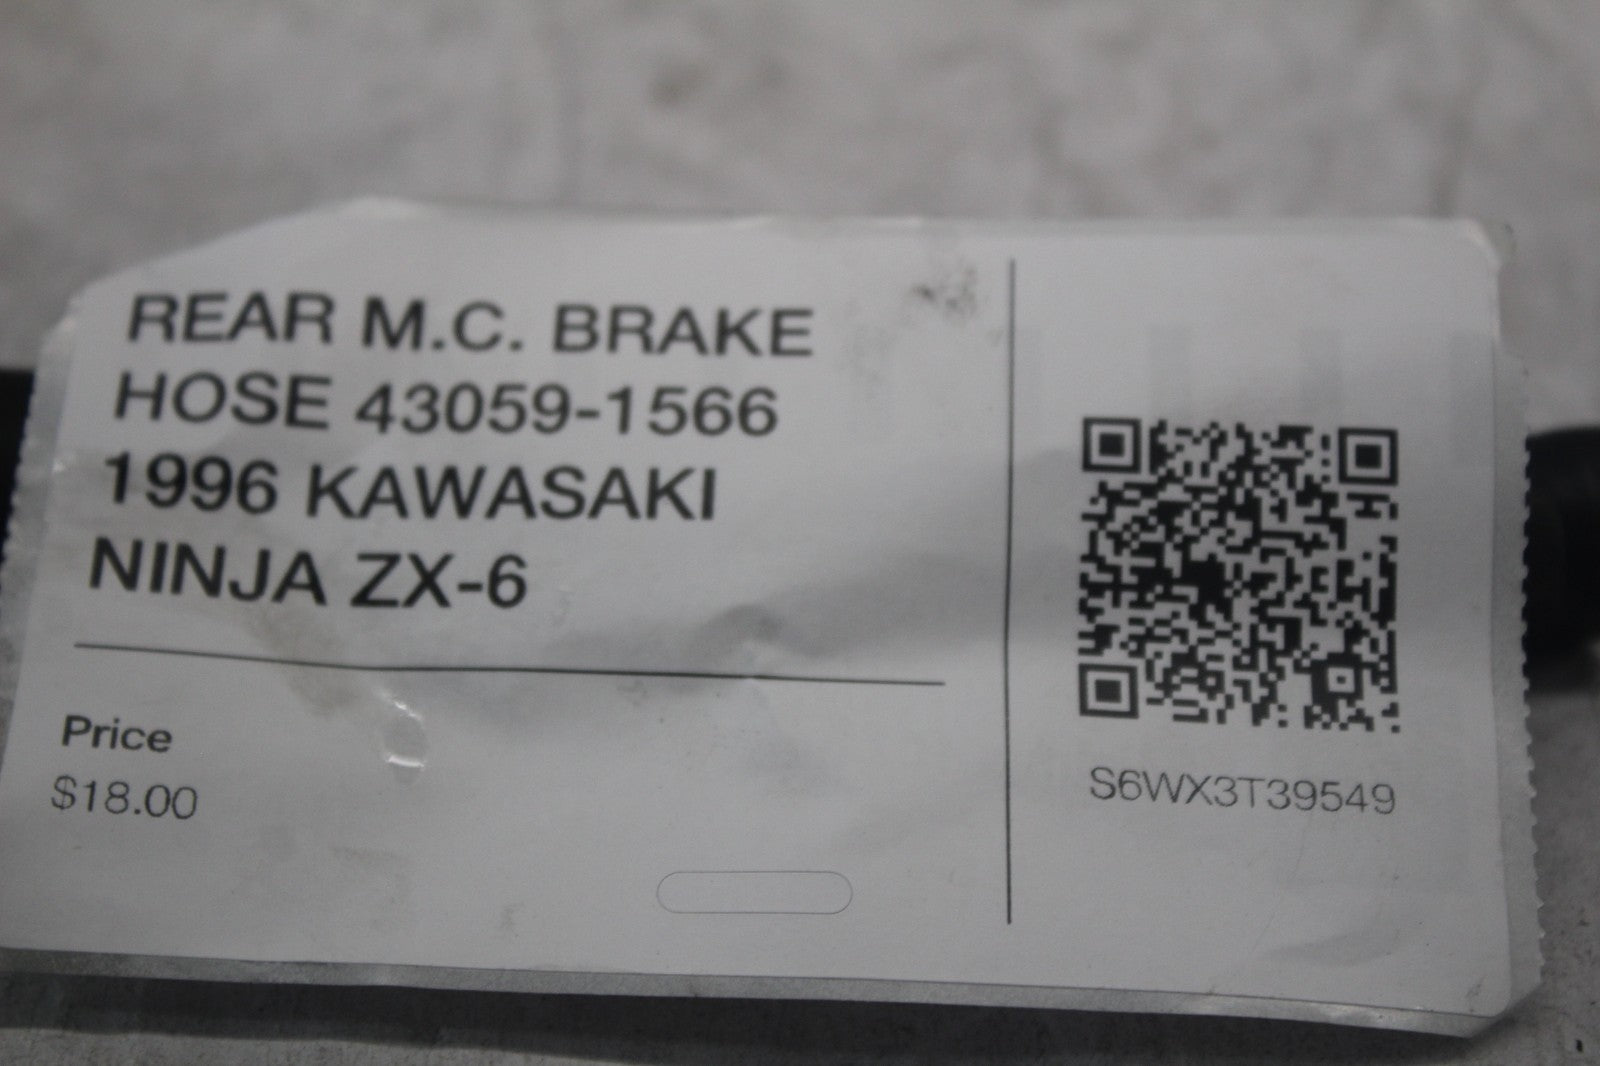 REAR M.C. BRAKE
HOSE 43059-1566
1996 KAWASAKI
NINJA ZX-6
Price
$18.00
S6WX3T39549